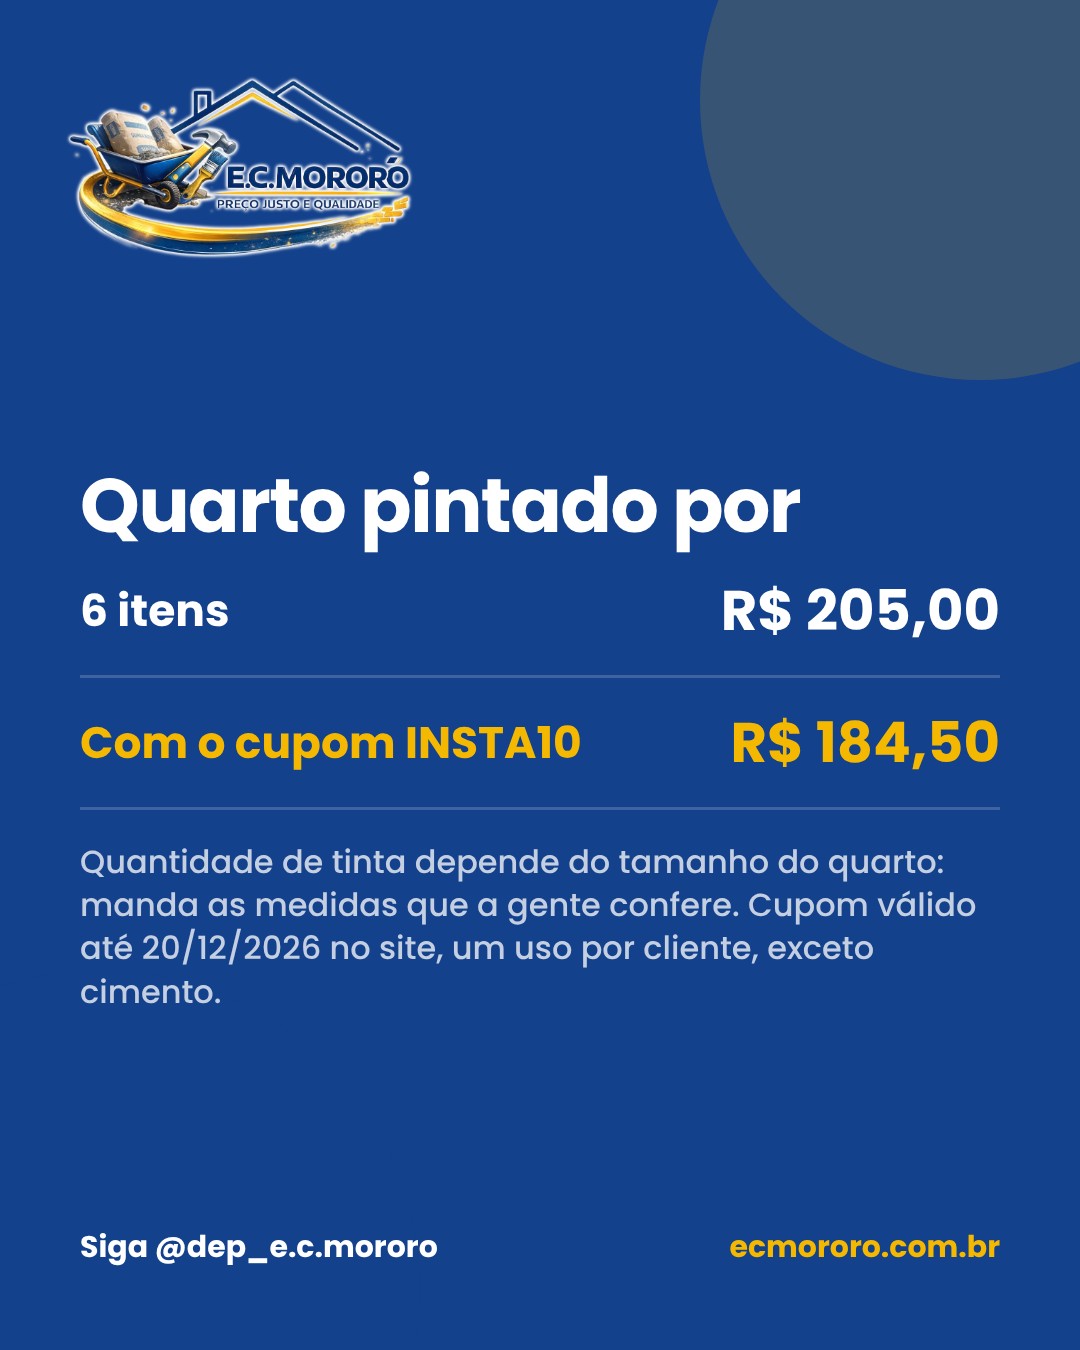 E.C.MORORÓ
PREÇO JUSTO E QUALIDADE
Quarto pintado por
6 itens R$ 205,00
Com o cupom INSTA10 R$ 184,50
Quantidade de tinta depende do tamanho do quarto:
manda as medidas que a gente confere. Cupom válido
até 20/12/2026 no site, um uso por cliente, exceto
cimento.
Siga @dep_e.c.mororo ecmororo.com.br